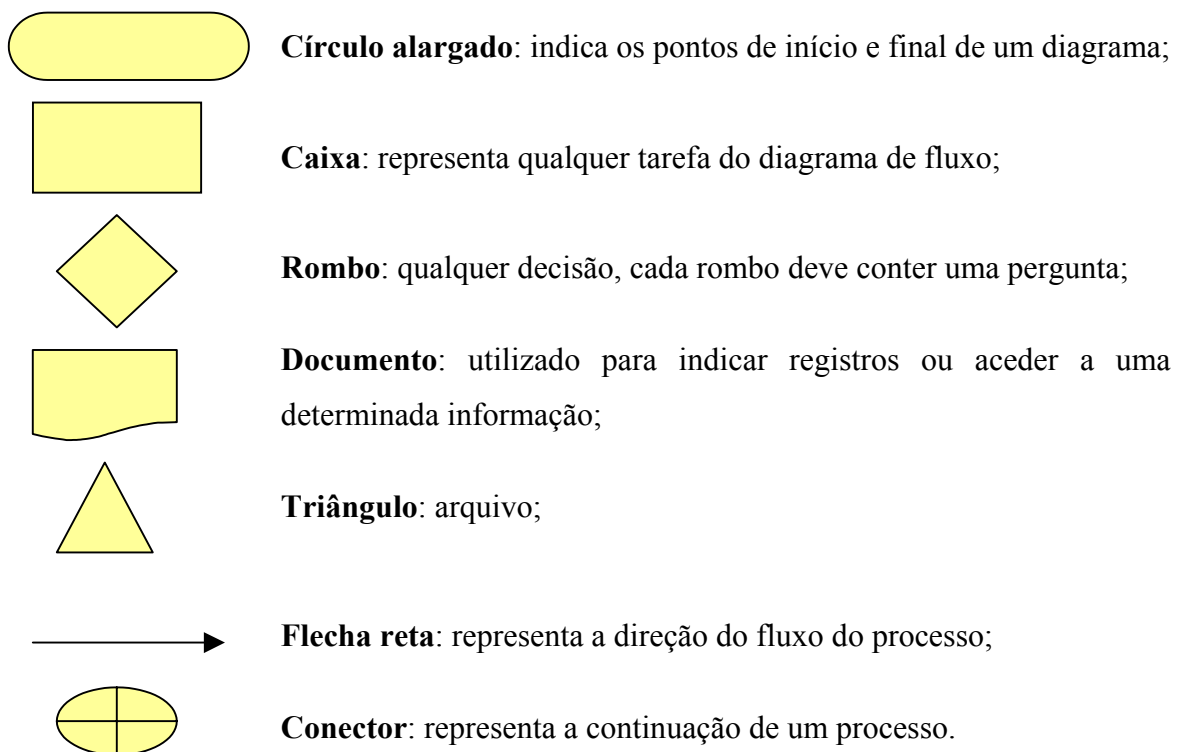 Círculo alargado: indica os pontos de início e final de um diagrama;
Caixa: representa qualquer tarefa do diagrama de fluxo;
Rombo: qualquer decisão, cada rombo deve conter uma pergunta;
Documento: utilizado para indicar registros ou aceder a uma
determinada informação;
Triângulo: arquivo;
Flecha reta: representa a direção do fluxo do processo;
Conector: representa a continuação de um processo.